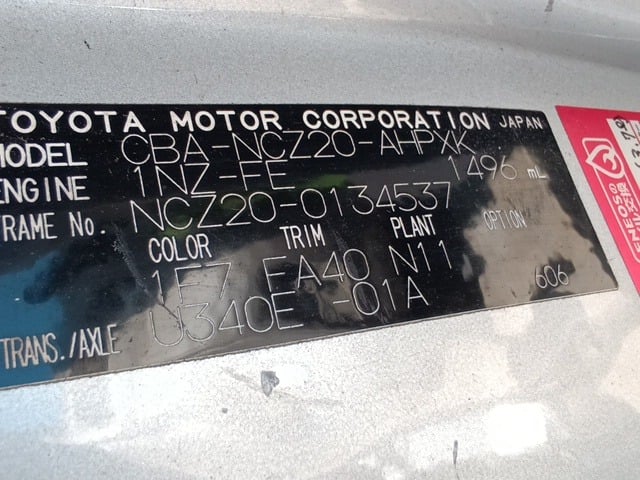 TOYOTA MOTOR CORPORATION JAPAN
MODEL CBA-NCZ20-AHPXK
ENGINE 1NZ-FE 1496 mL
FRAME No. NCZ20-0134537
COLOR TRIM PLANT OPTION
1F7 FA40 N11
TRANS./AXLE U340E -01A 606